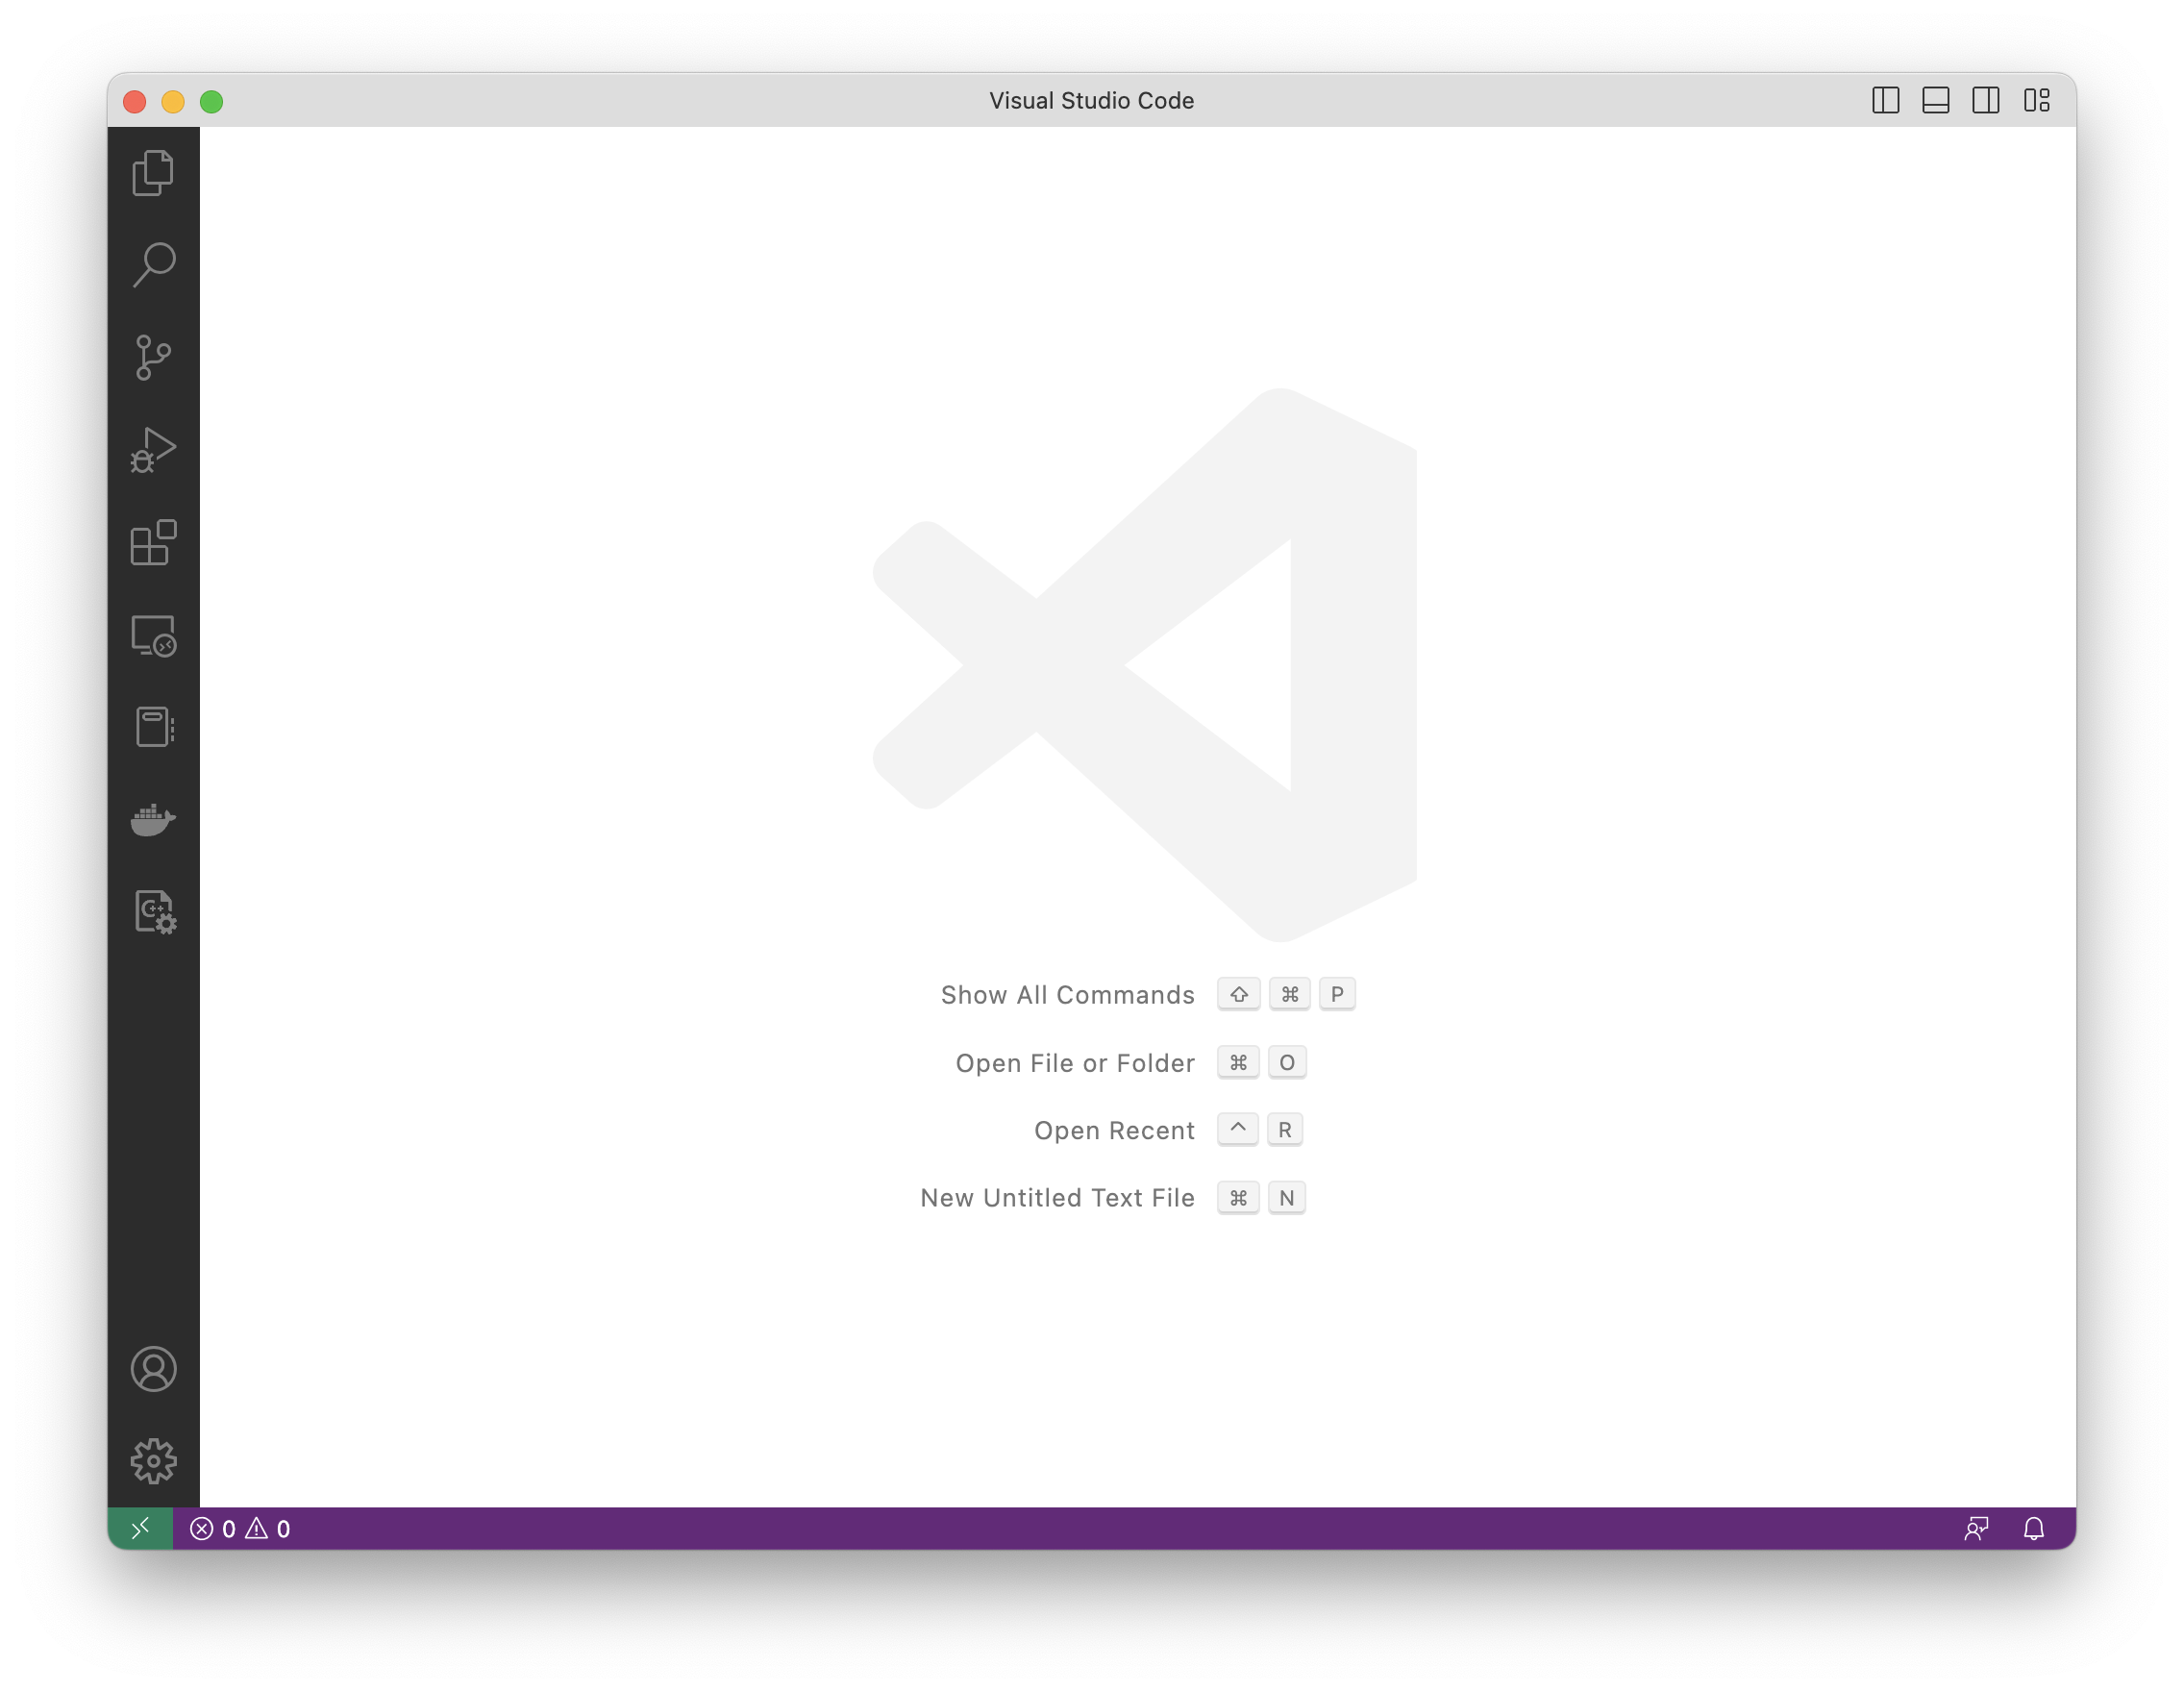 Visual Studio Code
C++
Show All Commands ⇧ ⌘ P
Open File or Folder ⌘ O
Open Recent ^ R
New Untitled Text File ⌘ N
0 0